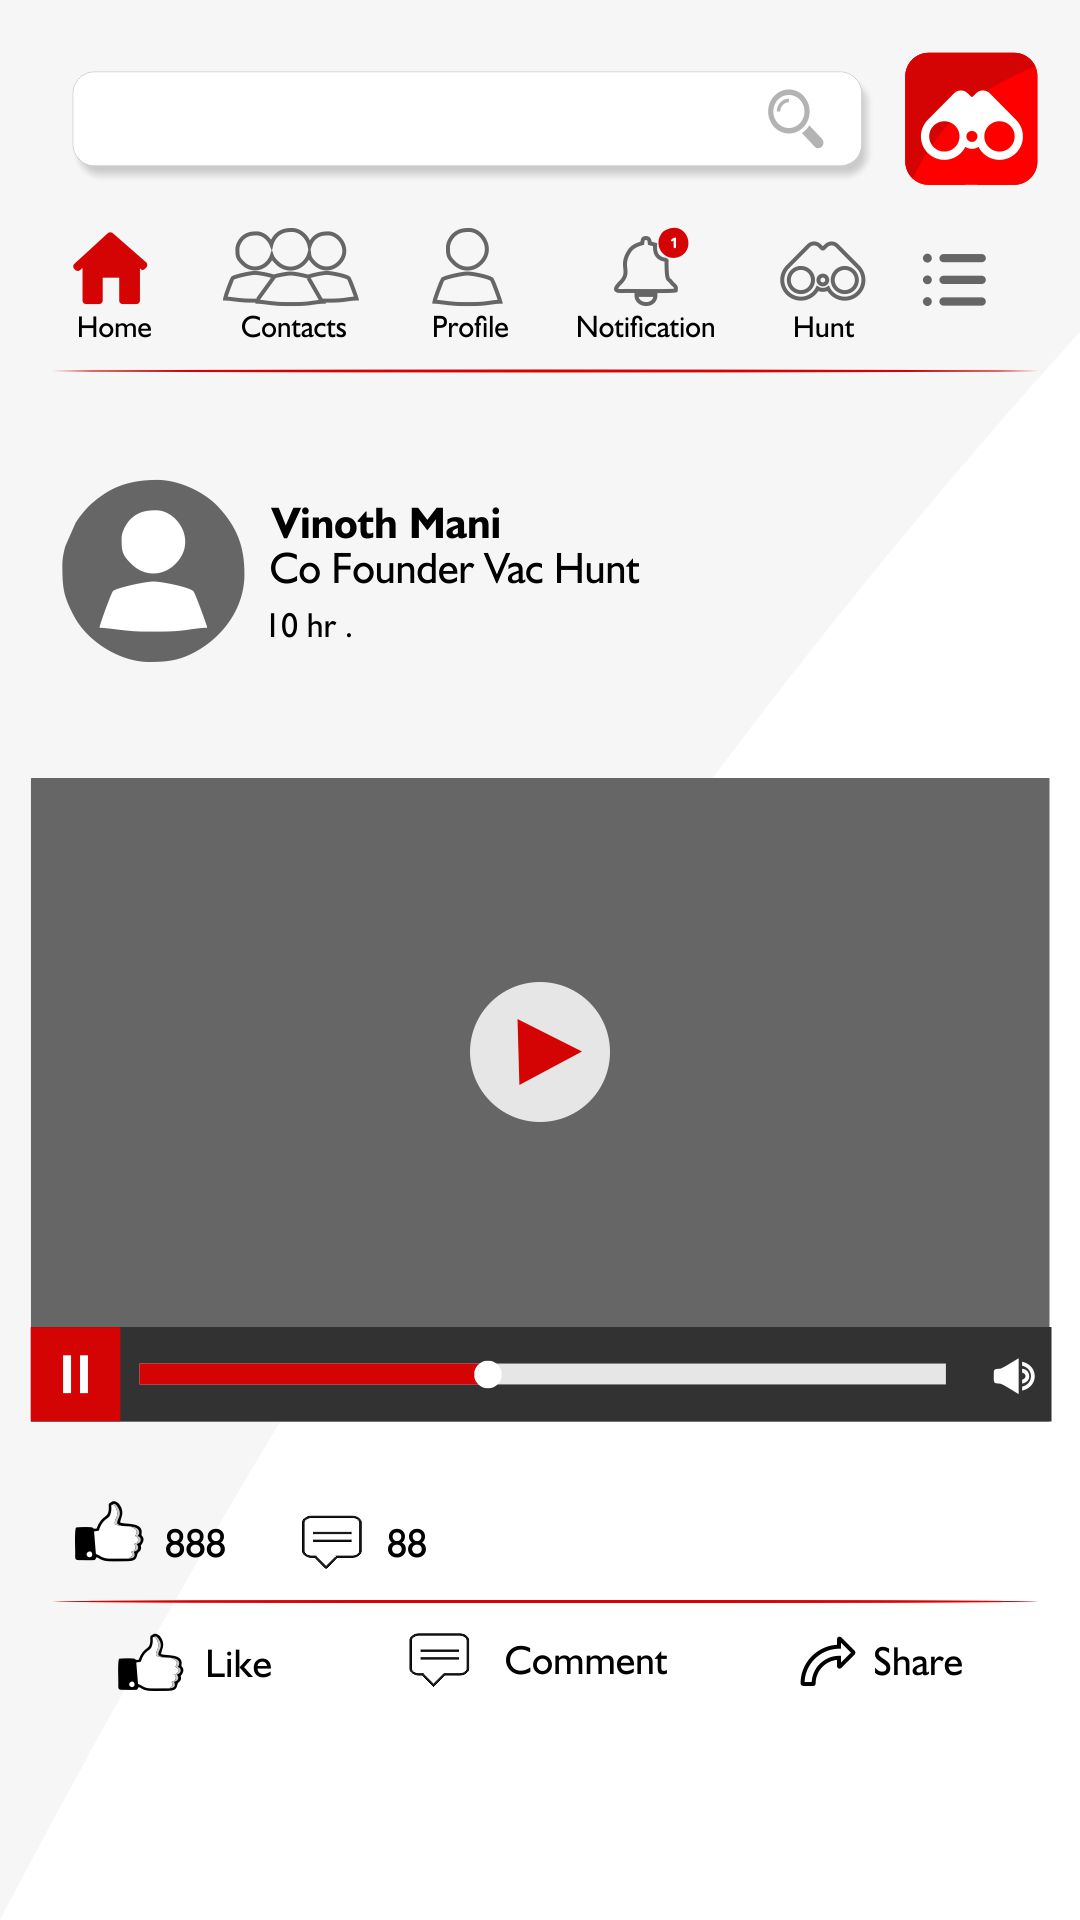 1
Home Contacts Profile Notification Hunt
Vinoth Mani
Co Founder Vac Hunt
10 hr .
888 88
Like Comment Share